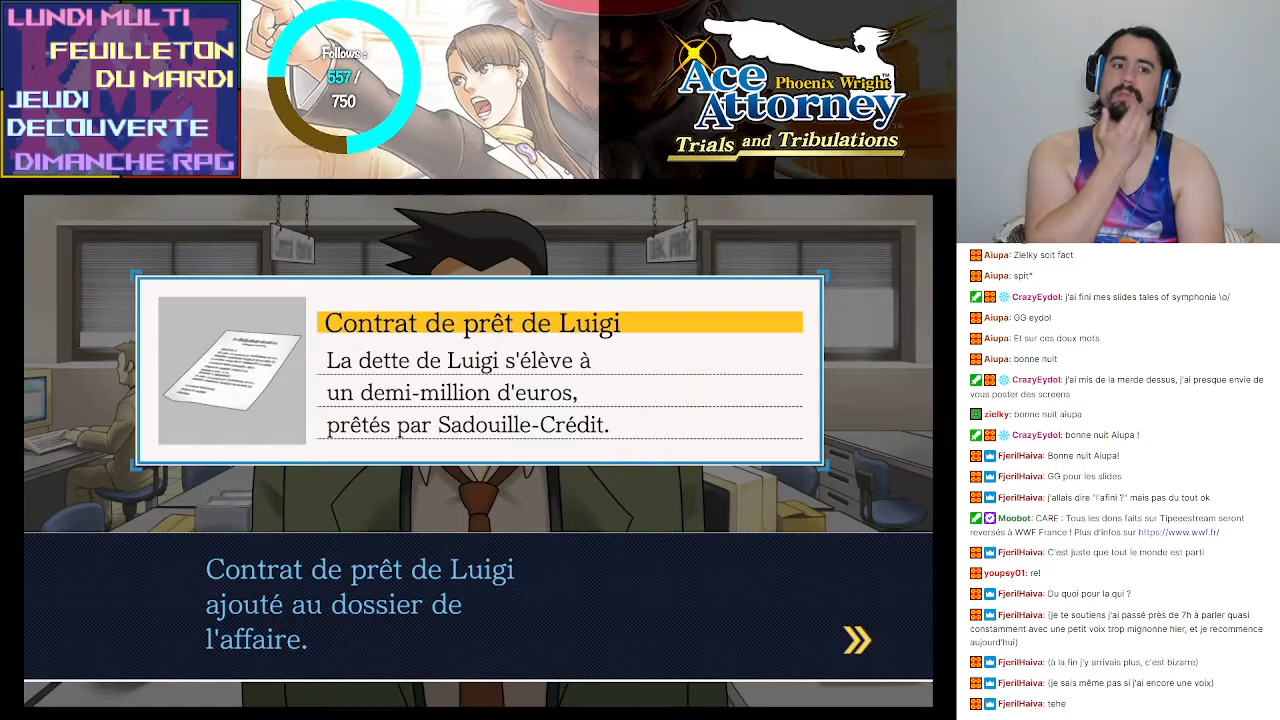 LUNDI MULTI
FEUILLETON
DU MARDI
JEUDI
DECOUVERTE
DIMANCHE RPG
Follows :
557 /
750
Phoenix Wright™
Ace
Attorney
Trials and Tribulations
Contrat de prêt de Luigi
La dette de Luigi s'élève à
un demi-million d'euros,
prêtés par Sadouille-Crédit.
Contrat de prêt de Luigi
ajouté au dossier de
l'affaire.
Aiupa: Zielky soit fact
Aiupa: spit*
CrazyEydol: j'ai fini mes slides tales of symphonia \o/
Aiupa: GG eydol
Aiupa: Et sur ces doux mots
Aiupa: bonne nuit
CrazyEydol: j'ai mis de la merde dessus, j'ai presque envie de
vous poster des screens
zielky: bonne nuit aiupa
CrazyEydol: bonne nuit Aiupa !
FjerilHaiva: Bonne nuit Aiupa!
FjerilHaiva: GG pour les slides
FjerilHaiva: j'allais dire "l'afini ?" mais pas du tout ok
Moobot: CARE : Tous les dons faits sur Tipeeestream seront
reversés à WWF France ! Plus d'infos sur https://www.wwf.fr/
FjerilHaiva: C'est juste que tout le monde est parti
youpsy01: re!
FjerilHaiva: Du quoi pour la qui ?
FjerilHaiva: (je te soutiens j'ai passé près de 7h à parler quasi
constamment avec une petit voix trop mignonne hier, et je recommence
aujourd'hui)
FjerilHaiva: (à la fin j'y arrivais plus, c'est bizarre)
FjerilHaiva: (je sais même pas si j'ai encore une voix)
FjerilHaiva: tehe